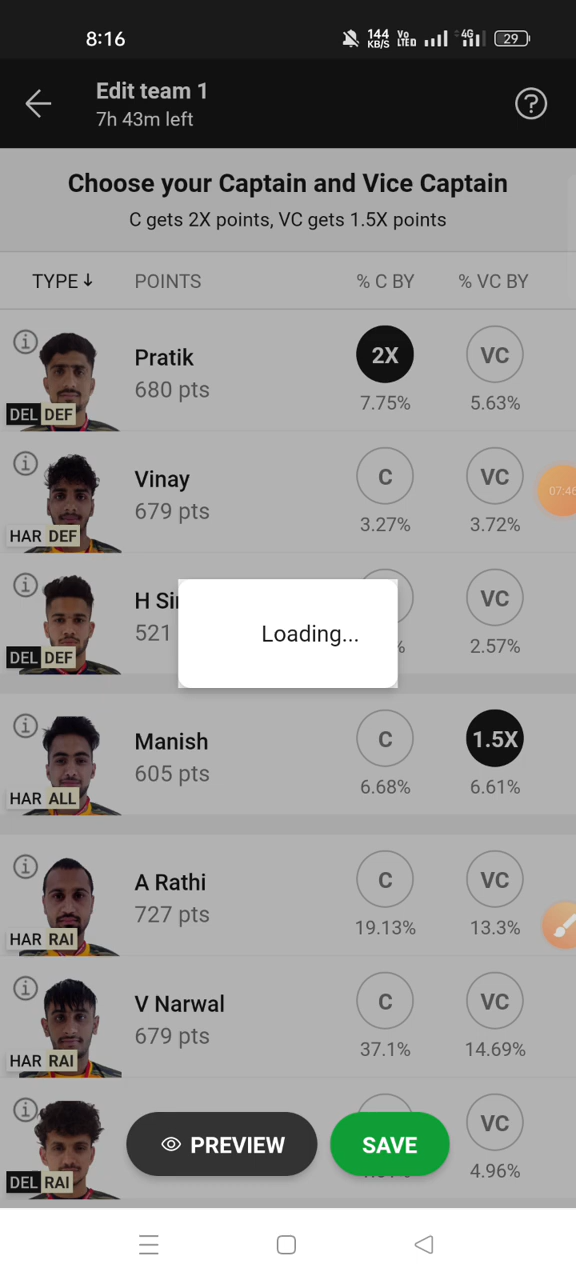 8:16
144 KB/S
Vo LTED
4G
29
Edit team 1
7h 43m left
?
Choose your Captain and Vice Captain
C gets 2X points, VC gets 1.5X points
TYPE↓ POINTS % C BY % VC BY
i
Pratik
680 pts
2X
VC
DEL DEF
7.75% 5.63%
i
Vinay
679 pts
C
VC
HAR DEF
3.27% 3.72%
07:46
i
521
VC
DEL DEF
% 2.57%
Loading...
i
Manish
605 pts
C
1.5X
HAR ALL
6.68% 6.61%
i
A Rathi
727 pts
C
VC
HAR RAI
19.13% 13.3%
i
V Narwal
679 pts
C
VC
HAR RAI
37.1% 14.69%
i
VC
PREVIEW SAVE
DEL RAI
4.96%